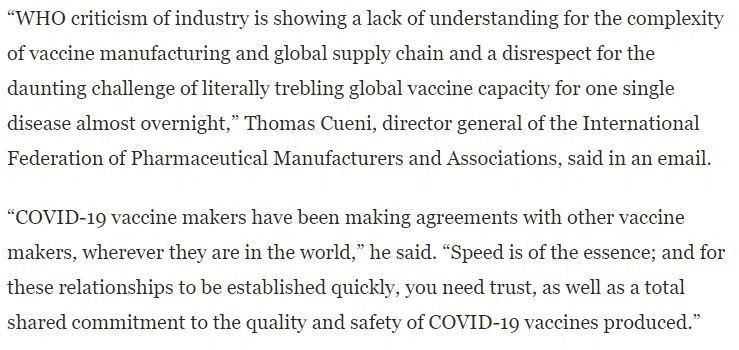 “WHO criticism of industry is showing a lack of understanding for the complexity
of vaccine manufacturing and global supply chain and a disrespect for the
daunting challenge of literally trebling global vaccine capacity for one single
disease almost overnight,” Thomas Cueni, director general of the International
Federation of Pharmaceutical Manufacturers and Associations, said in an email.
“COVID-19 vaccine makers have been making agreements with other vaccine
makers, wherever they are in the world,” he said. “Speed is of the essence; and for
these relationships to be established quickly, you need trust, as well as a total
shared commitment to the quality and safety of COVID-19 vaccines produced.”